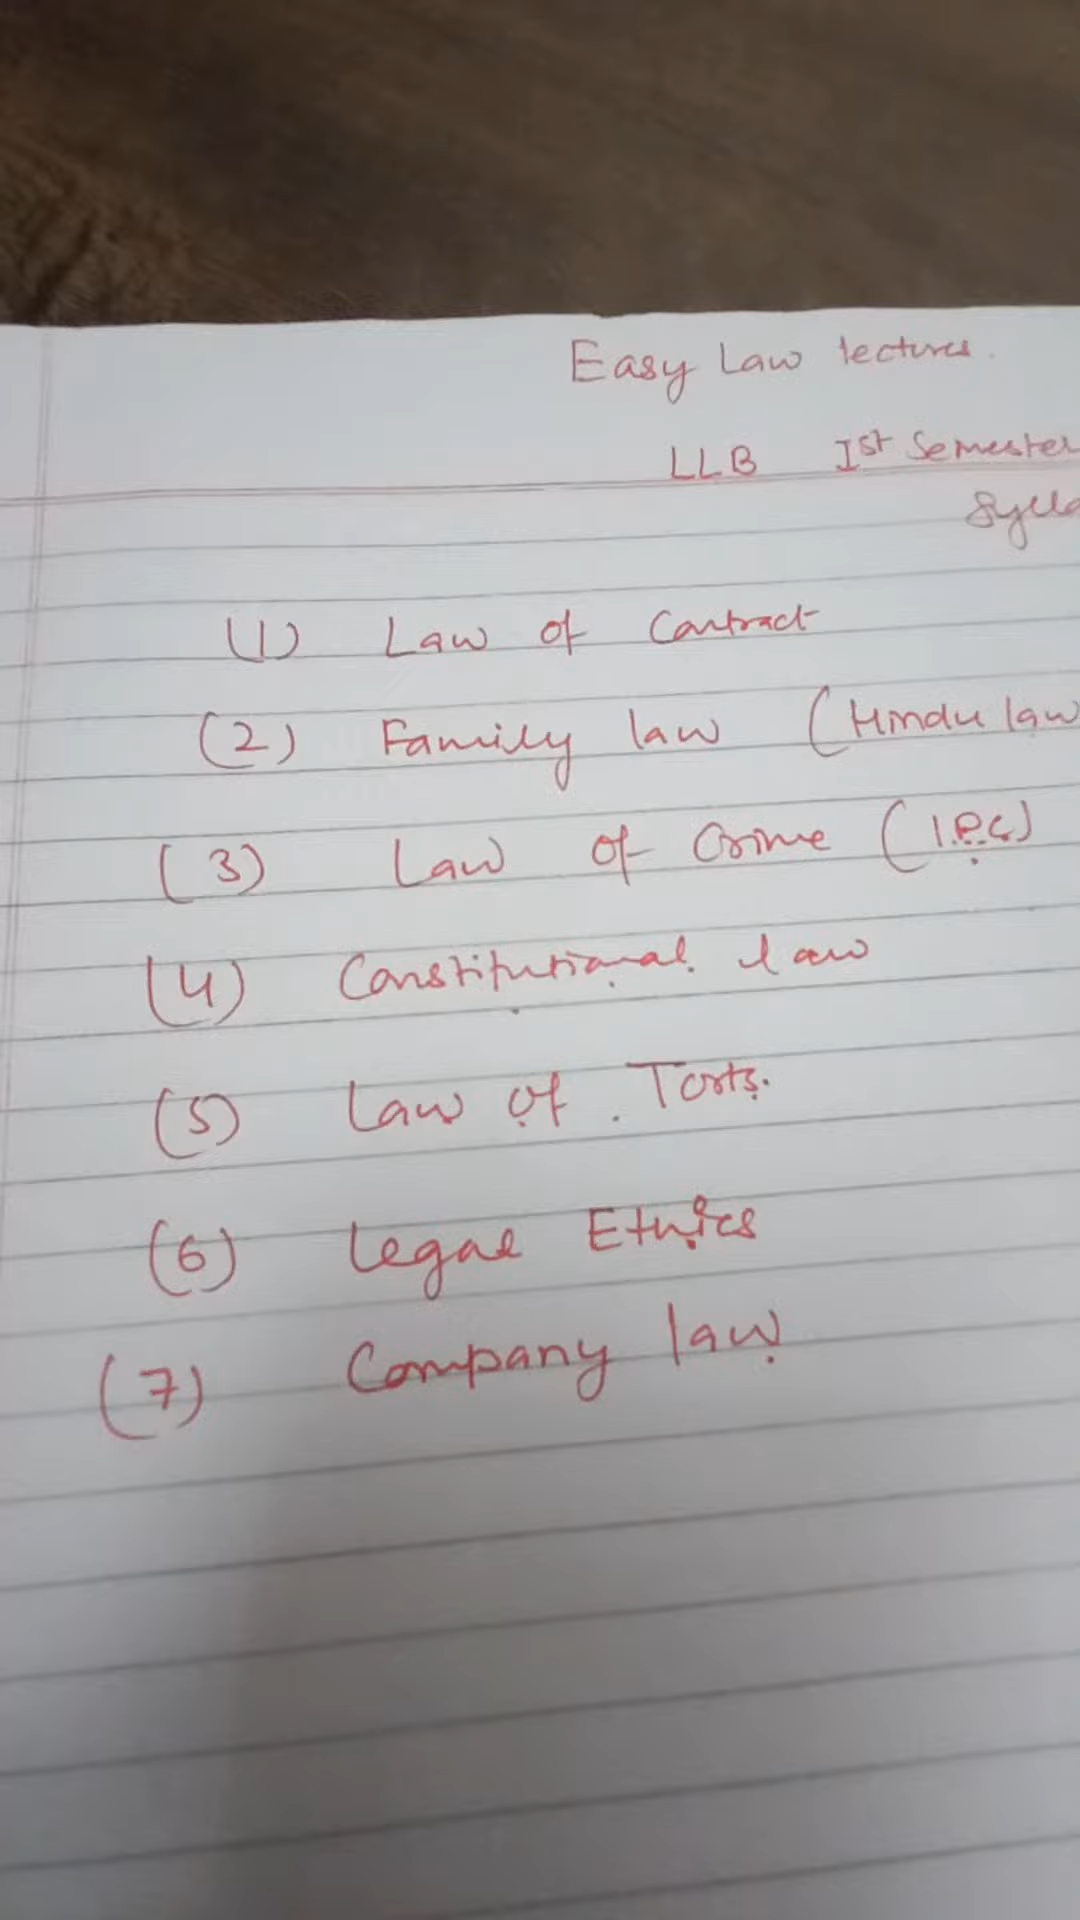 Easy Law lectures.
LLB Ist Semester
(1) Law of Contract
(2) Family law (Hindu law
(3) Law of Crime (I.P.C)
(4) Constitutional law
(5) Law of Torts.
(6) Legal Ethics
(7) Company law